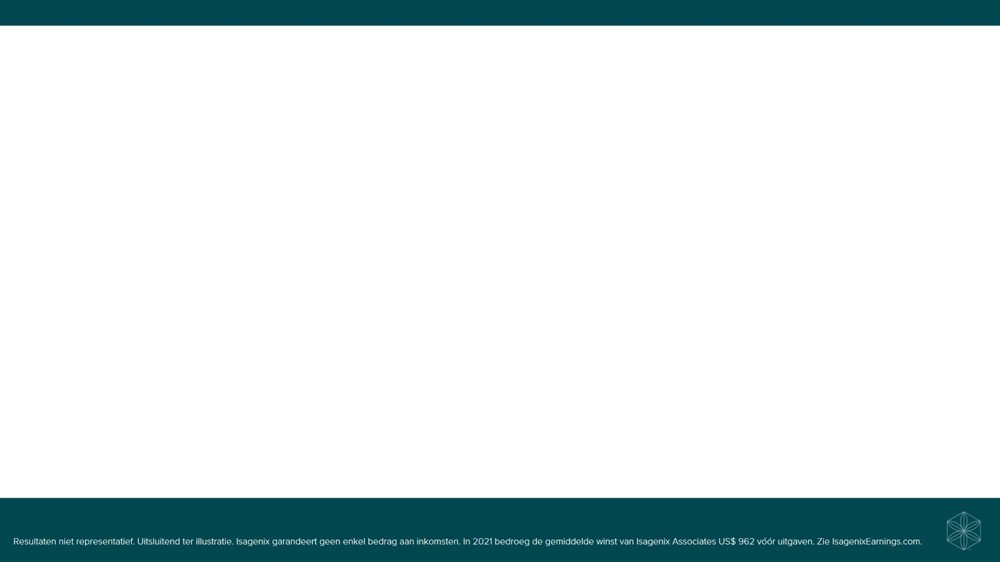 Resultaten niet representatief. Uitsluitend ter illustratie. Isagenix garandeert geen enkel bedrag aan inkomsten. In 2021 bedroeg de gemiddelde winst van Isagenix Associates US$ 962 vóór uitgaven. Zie IsagenixEarnings.com.